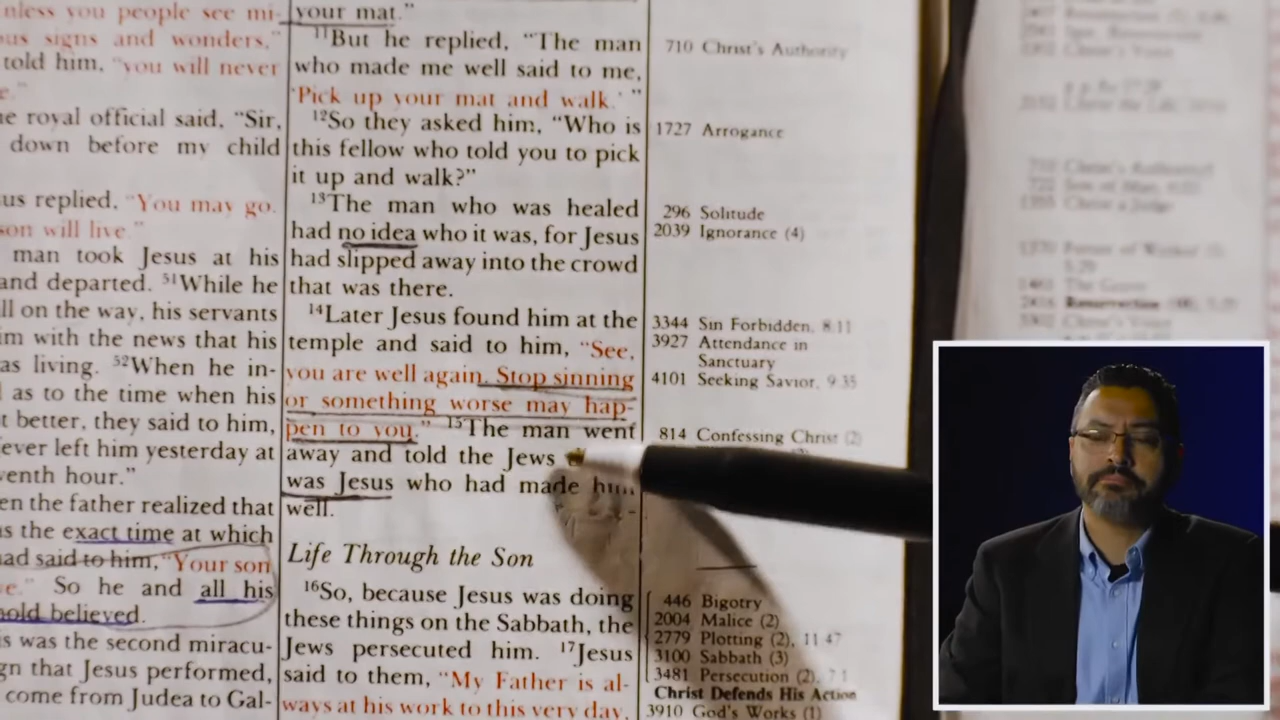 nless you people see mi-
ous signs and wonders,"
told him, "you will never
e."
e royal official said, "Sir,
down before my child
us replied, "You may go.
son will live."
man took Jesus at his
and departed. 51While he
ll on the way, his servants
im with the news that his
as living. 52When he in-
as to the time when his
t better, they said to him,
ever left him yesterday at
venth hour."
en the father realized that
as the exact time at which
had said to him, "Your son
e." So he and all his
hold believed.
is was the second miracu-
gn that Jesus performed,
come from Judea to Gal-
your mat."
11But he replied, "The man
who made me well said to me,
'Pick up your mat and walk.' "
12So they asked him, "Who is
this fellow who told you to pick
it up and walk?"
13The man who was healed
had no idea who it was, for Jesus
had slipped away into the crowd
that was there.
14Later Jesus found him at the
temple and said to him, "See,
you are well again. Stop sinning
or something worse may hap-
pen to you." 15The man went
away and told the Jews
was Jesus who had made him
well.
Life Through the Son
16So, because Jesus was doing
these things on the Sabbath, the
Jews persecuted him. 17Jesus
said to them, "My Father is al-
ways at his work to this very day,
710 Christ's Authority
1727 Arrogance
296 Solitude
2039 Ignorance (4)
3344 Sin Forbidden, 8:11
3927 Attendance in
Sanctuary
4101 Seeking Savior, 9:35
814 Confessing Christ (2)
446 Bigotry
2004 Malice (2)
2779 Plotting (2), 11:47
3100 Sabbath (3)
3481 Persecution (2), 7:1
Christ Defends His Action
3910 God's Works (1)
Resurrection